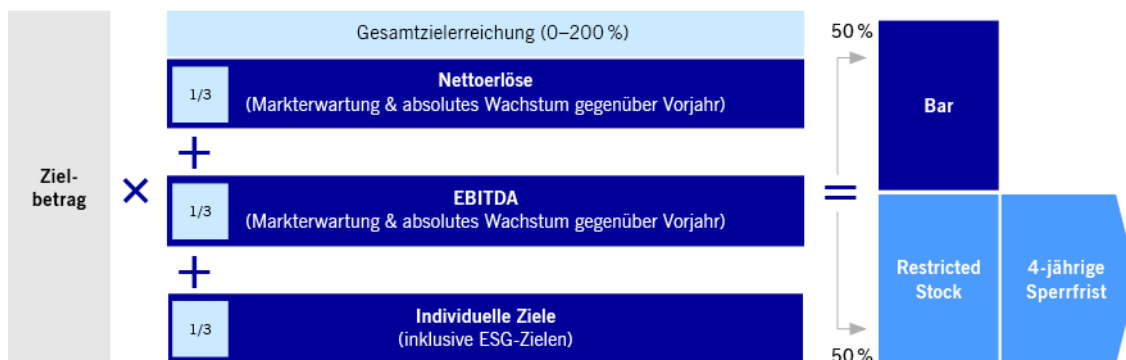 Gesamtzielerreichung (0–200 %)
50 %
1/3
Nettoerlöse
(Markterwartung & absolutes Wachstum gegenüber Vorjahr)
Bar
+
Ziel-
betrag
×
1/3
EBITDA
(Markterwartung & absolutes Wachstum gegenüber Vorjahr)
=
+
Restricted
Stock
4-jährige
Sperrfrist
1/3
Individuelle Ziele
(inklusive ESG-Zielen)
50 %